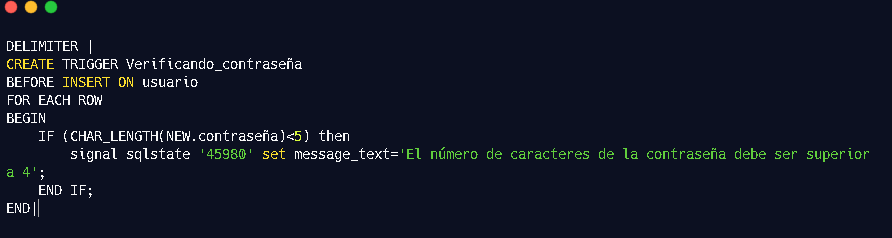 DELIMITER |
CREATE TRIGGER Verificando_contraseña
BEFORE INSERT ON usuario
FOR EACH ROW
BEGIN
    IF (CHAR_LENGTH(NEW.contraseña)<5) then
        signal sqlstate '45980' set message_text='El número de caracteres de la contraseña debe ser superior
a 4';
    END IF;
END|